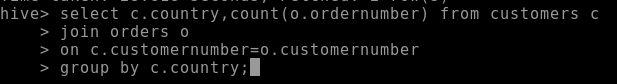 hive> select c.country,count(o.ordernumber) from customers c
> join orders o
> on c.customernumber=o.customernumber
> group by c.country;